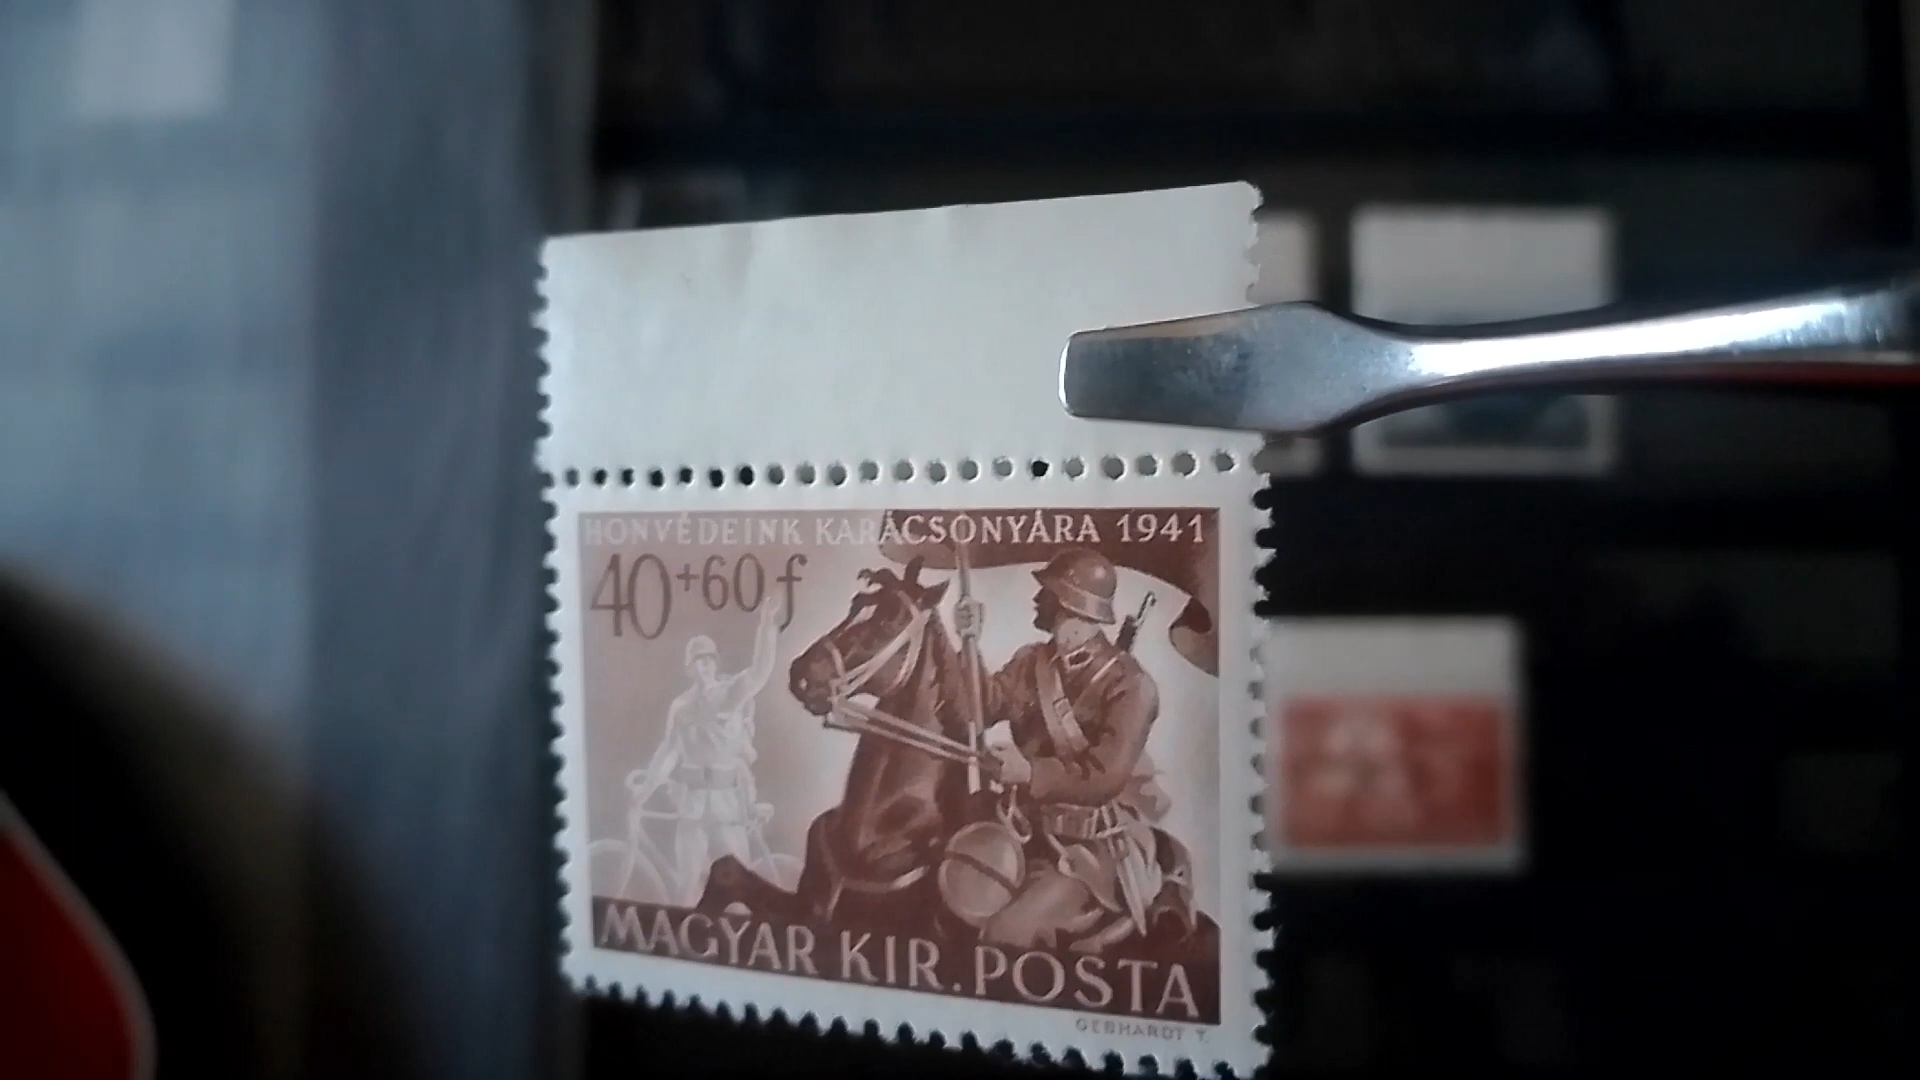 HONVÉDEINK KARÁCSONYÁRA 1941
40+60 f
MAGYAR KIR. POSTA
GEBHARDT T.